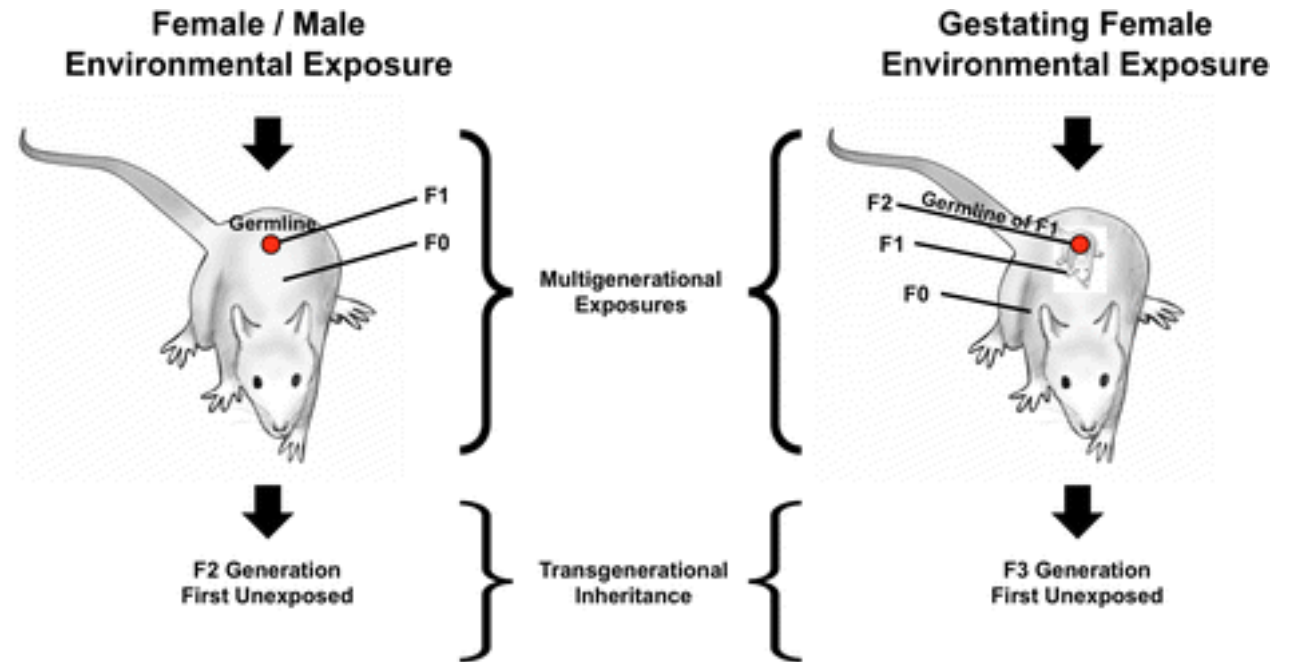 Female / Male
Environmental Exposure
Gestating Female
Environmental Exposure
Germline
F1
F0
Multigenerational
Exposures
F2
Germline of F1
F1
F0
F2 Generation
First Unexposed
Transgenerational
Inheritance
F3 Generation
First Unexposed